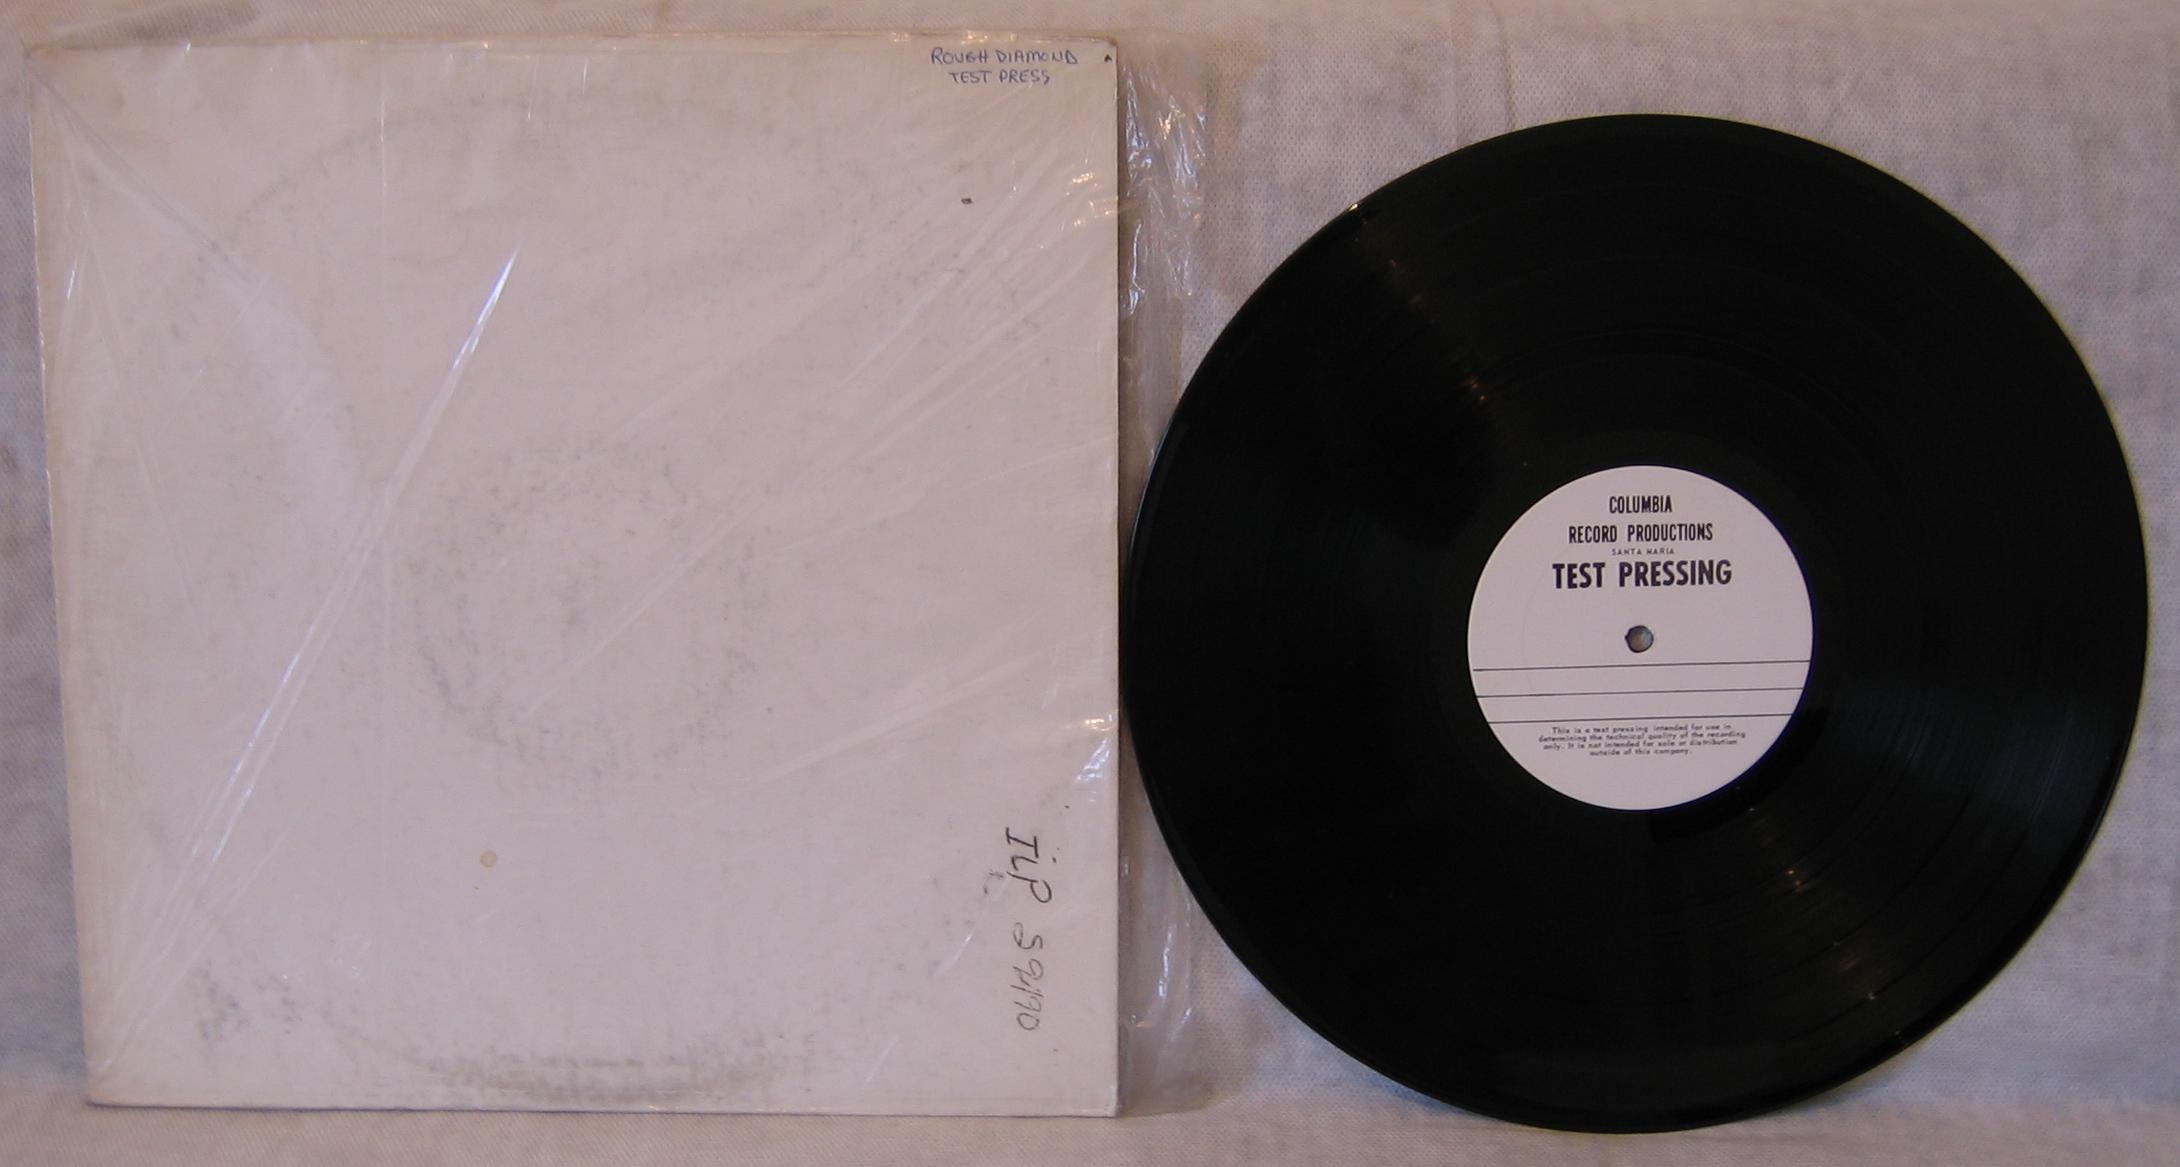 ROUGH DIAMOND
TEST PRESS
ILP S9490
COLUMBIA
RECORD PRODUCTIONS
SANTA MARIA
TEST PRESSING
This is a test pressing intended for use in
determining the technical quality of the recording
only. It is not intended for sale or distribution
outside of this company.